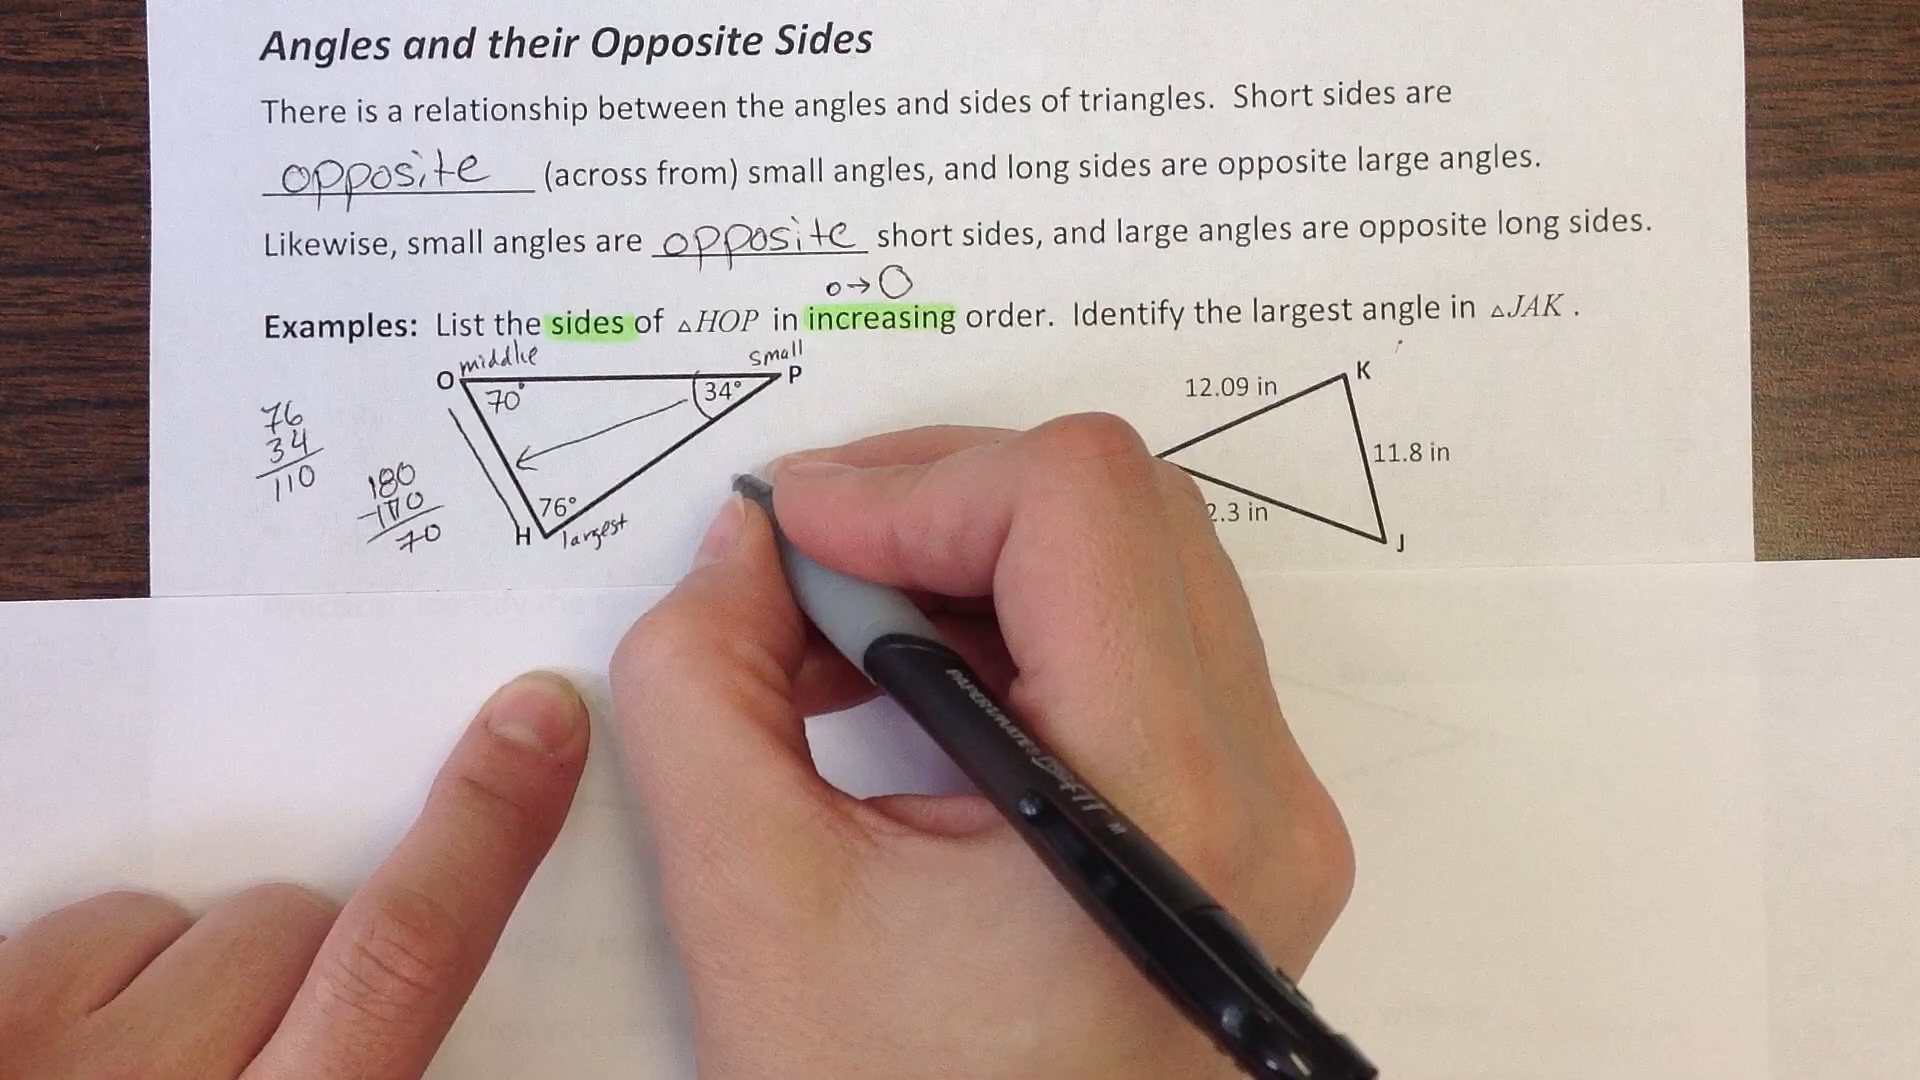 Angles and their Opposite Sides
There is a relationship between the angles and sides of triangles. Short sides are
opposite (across from) small angles, and long sides are opposite large angles.
Likewise, small angles are opposite short sides, and large angles are opposite long sides.
o→O
Examples: List the sides of △HOP in increasing order. Identify the largest angle in △JAK .
O middle small P
70° 34°
76
34
110
180
-110
70
76°
H largest
K
12.09 in
11.8 in
2.3 in
J
PAPERMATE